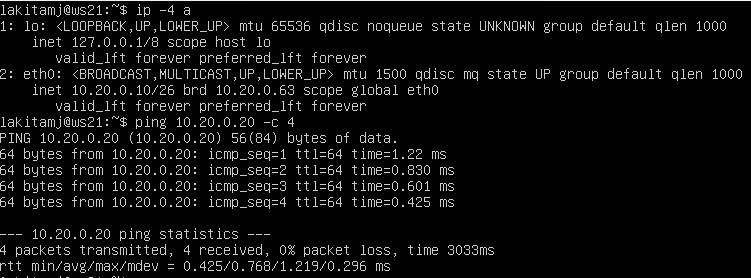 lakitamj@ws21:~$ ip -4 a
1: lo: <LOOPBACK,UP,LOWER_UP> mtu 65536 qdisc noqueue state UNKNOWN group default qlen 1000
    inet 127.0.0.1/8 scope host lo
       valid_lft forever preferred_lft forever
2: eth0: <BROADCAST,MULTICAST,UP,LOWER_UP> mtu 1500 qdisc mq state UP group default qlen 1000
    inet 10.20.0.10/26 brd 10.20.0.63 scope global eth0
       valid_lft forever preferred_lft forever
lakitamj@ws21:~$ ping 10.20.0.20 -c 4
PING 10.20.0.20 (10.20.0.20) 56(84) bytes of data.
64 bytes from 10.20.0.20: icmp_seq=1 ttl=64 time=1.22 ms
64 bytes from 10.20.0.20: icmp_seq=2 ttl=64 time=0.830 ms
64 bytes from 10.20.0.20: icmp_seq=3 ttl=64 time=0.601 ms
64 bytes from 10.20.0.20: icmp_seq=4 ttl=64 time=0.425 ms

--- 10.20.0.20 ping statistics ---
4 packets transmitted, 4 received, 0% packet loss, time 3033ms
rtt min/avg/max/mdev = 0.425/0.768/1.219/0.296 ms